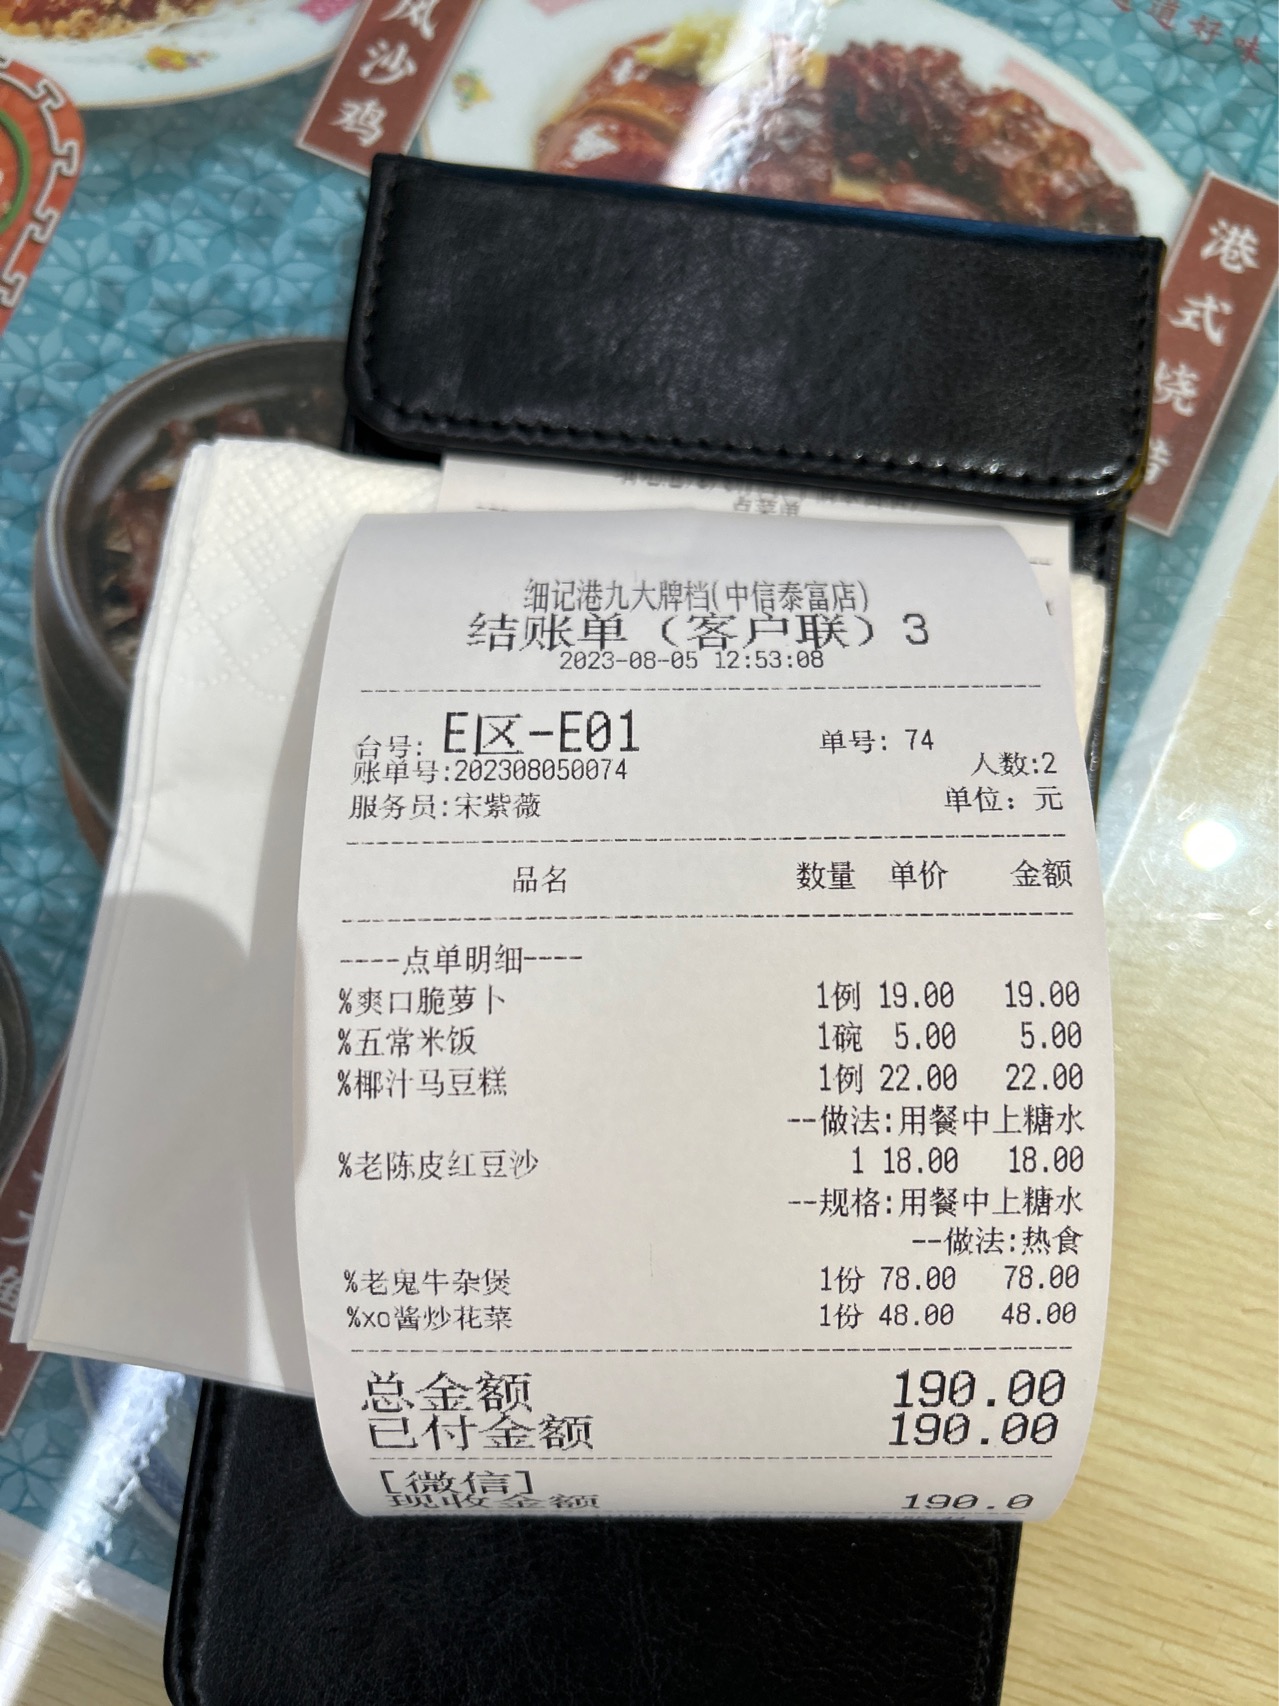 风沙鸡
道好味
港式烧
点菜单
细记港九大牌档(中信泰富店)
结账单（客户联）3
2023-08-05 12:53:08
台号: E区-E01 单号: 74
账单号:202308050074 人数:2
服务员:宋紫薇 单位: 元
品名 数量 单价 金额
----点单明细----
%爽口脆萝卜 1例 19.00 19.00
%五常米饭 1碗 5.00 5.00
%椰汁马豆糕 1例 22.00 22.00
--做法:用餐中上糖水
%老陈皮红豆沙 1 18.00 18.00
--规格:用餐中上糖水
--做法:热食
%老鬼牛杂煲 1份 78.00 78.00
%xo酱炒花菜 1份 48.00 48.00
总金额 190.00
已付金额 190.00
[微信]
现收金额 190.0